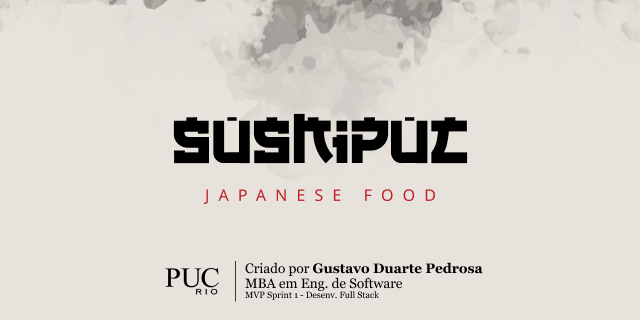 SUSHiPUC
JAPANESE FOOD
PUC
RIO
Criado por Gustavo Duarte Pedrosa
MBA em Eng. de Software
MVP Sprint 1 - Desenv. Full Stack